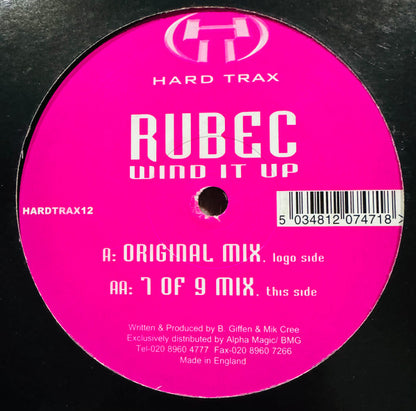 HARD TRAX
RUBEC
WIND IT UP
HARDTRAX12
5 034812 074718 >
A: ORIGINAL MIX. logo side
AA: 7 OF 9 MIX. this side
Written & Produced by B. Giffen & Mik Cree
Exclusively distributed by Alpha Magic/ BMG
Tel-020 8960 4777 Fax-020 8960 7266
Made in England